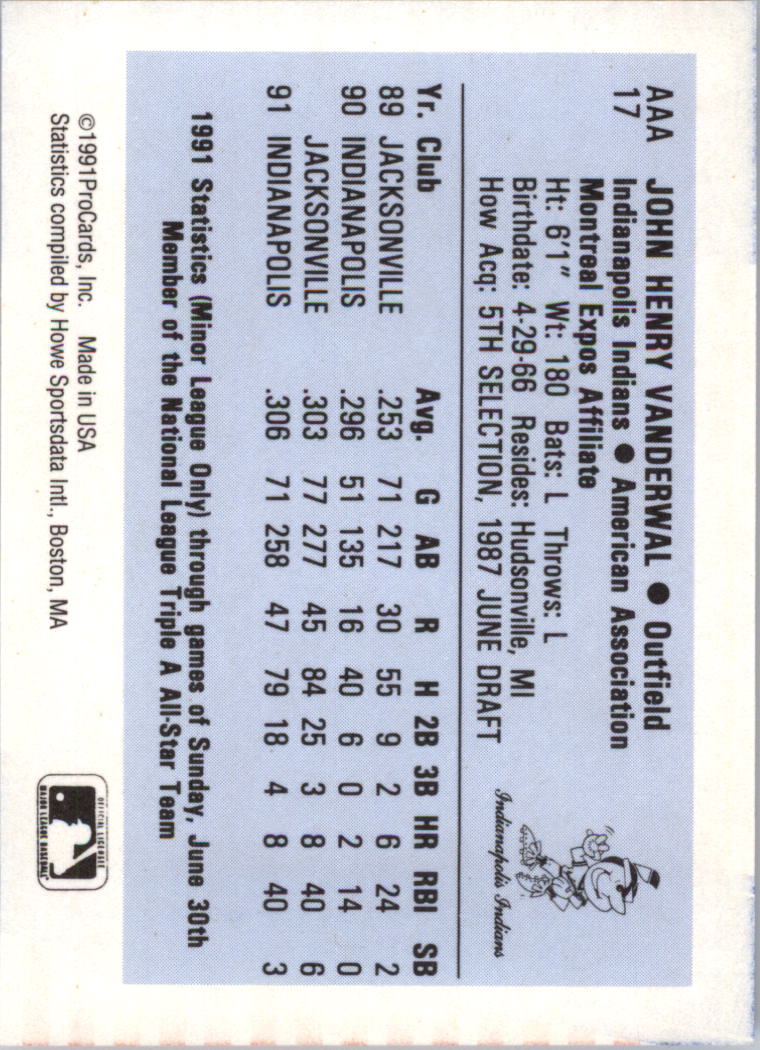 AAA JOHN HENRY VANDERWAL ● Outfield
17 Indianapolis Indians ● American Association
Montreal Expos Affiliate
Ht: 6'1" Wt: 180 Bats: L Throws: L
Birthdate: 4-29-66 Resides: Hudsonville, MI
How Acq: 5TH SELECTION, 1987 JUNE DRAFT
Indianapolis Indians
Yr. Club Avg. G AB R H 2B 3B HR RBI SB
89 JACKSONVILLE .253 71 217 30 55 9 2 6 24 2
90 INDIANAPOLIS .296 51 135 16 40 6 0 2 14 0
JACKSONVILLE .303 77 277 45 84 25 3 8 40 6
91 INDIANAPOLIS .306 71 258 47 79 18 4 8 40 3
1991 Statistics (Minor League Only) through games of Sunday, June 30th
Member of the National League Triple A All-Star Team
©1991ProCards, Inc. Made in USA
Statistics compiled by Howe Sportsdata Intl., Boston, MA
OFFICIAL LICENSEE
MAJOR LEAGUE BASEBALL